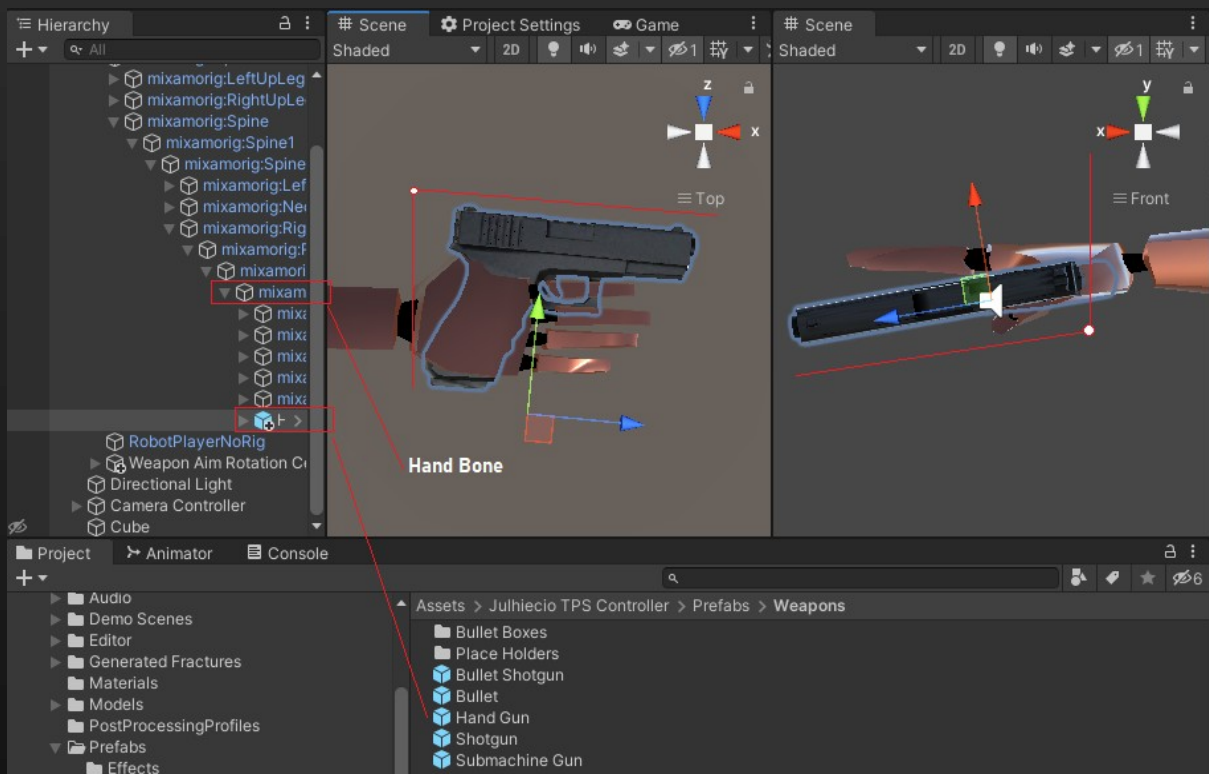 Hierarchy
All
mixamorig:LeftUpLeg
mixamorig:RightUpLe
mixamorig:Spine
mixamorig:Spine1
mixamorig:Spine
mixamorig:Lef
mixamorig:Ne
mixamorig:Rig
mixamorig:F
mixamori
mixam
mixa
mixa
mixa
mixa
mixa
RobotPlayerNoRig
Weapon Aim Rotation Ce
Directional Light
Camera Controller
Cube
Scene
Project Settings
Game
Shaded
2D
1
z
x
Top
Hand Bone
Scene
Shaded
2D
1
y
x
Front
Project
Animator
Console
6
Audio
Demo Scenes
Editor
Generated Fractures
Materials
Models
PostProcessingProfiles
Prefabs
Effects
Assets > Julhiecio TPS Controller > Prefabs > Weapons
Bullet Boxes
Place Holders
Bullet Shotgun
Bullet
Hand Gun
Shotgun
Submachine Gun